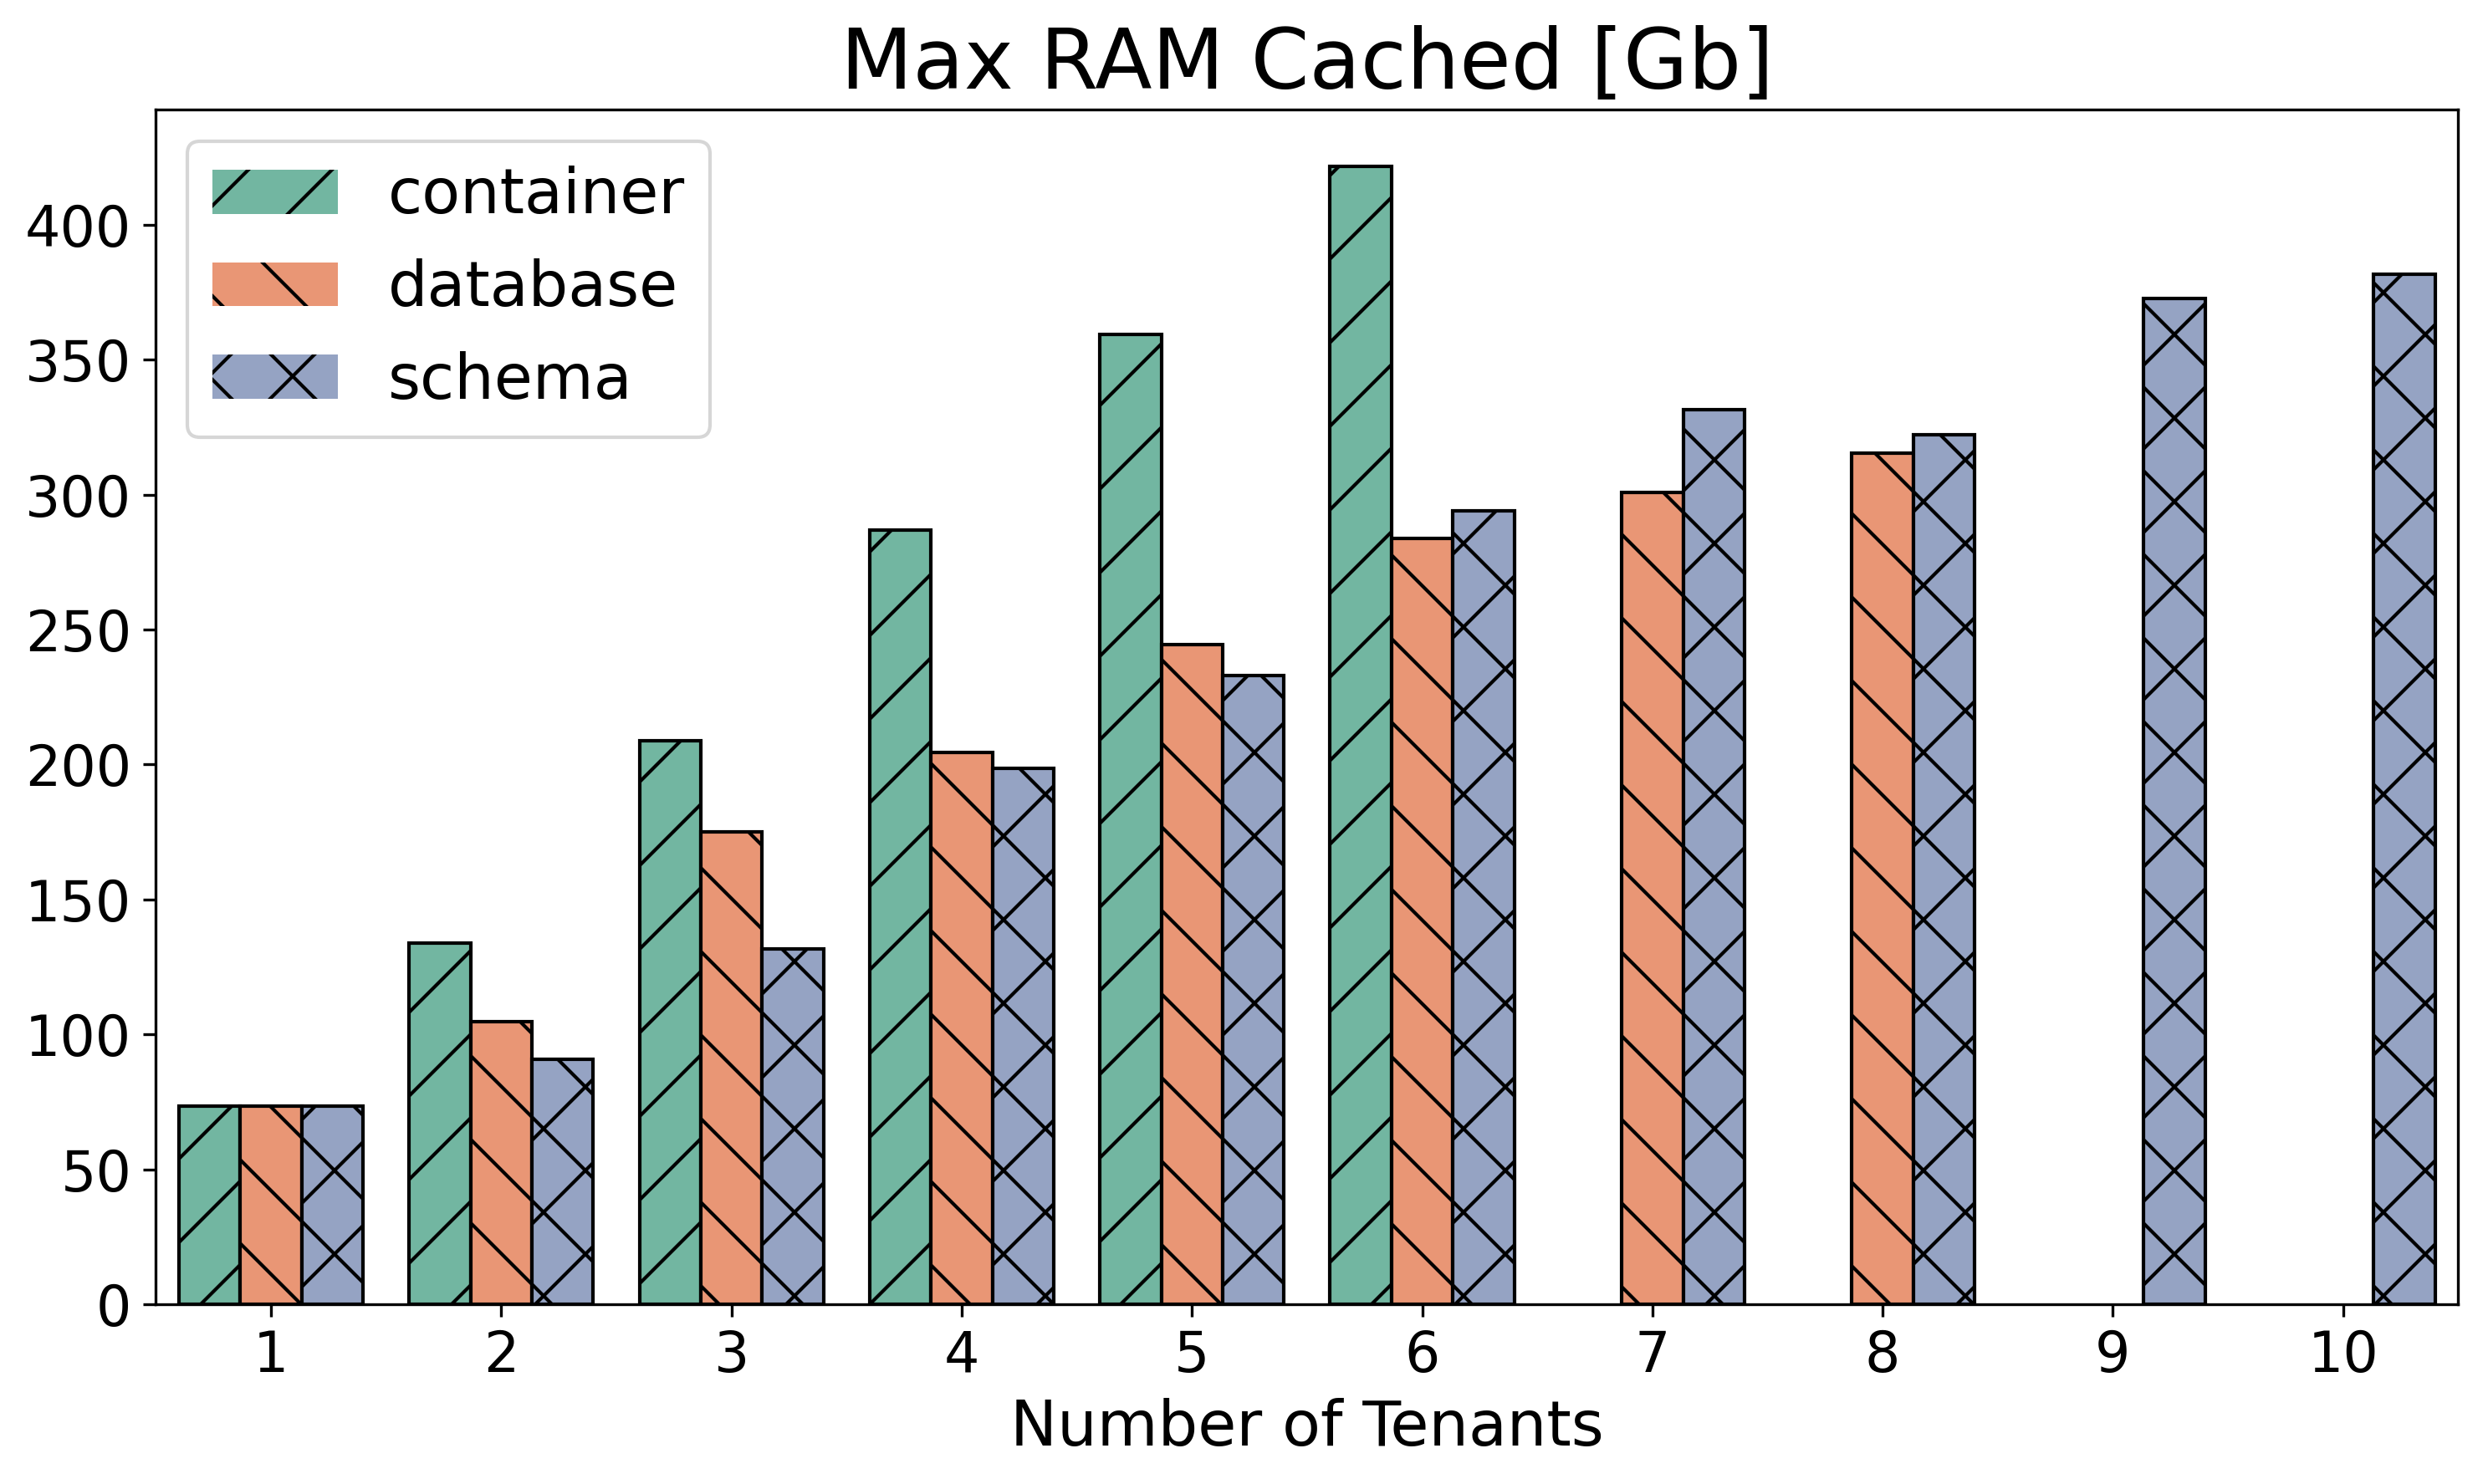 Max RAM Cached [Gb]
container
database
schema
400
350
300
250
200
150
100
50
0
1 2 3 4 5 6 7 8 9 10
Number of Tenants